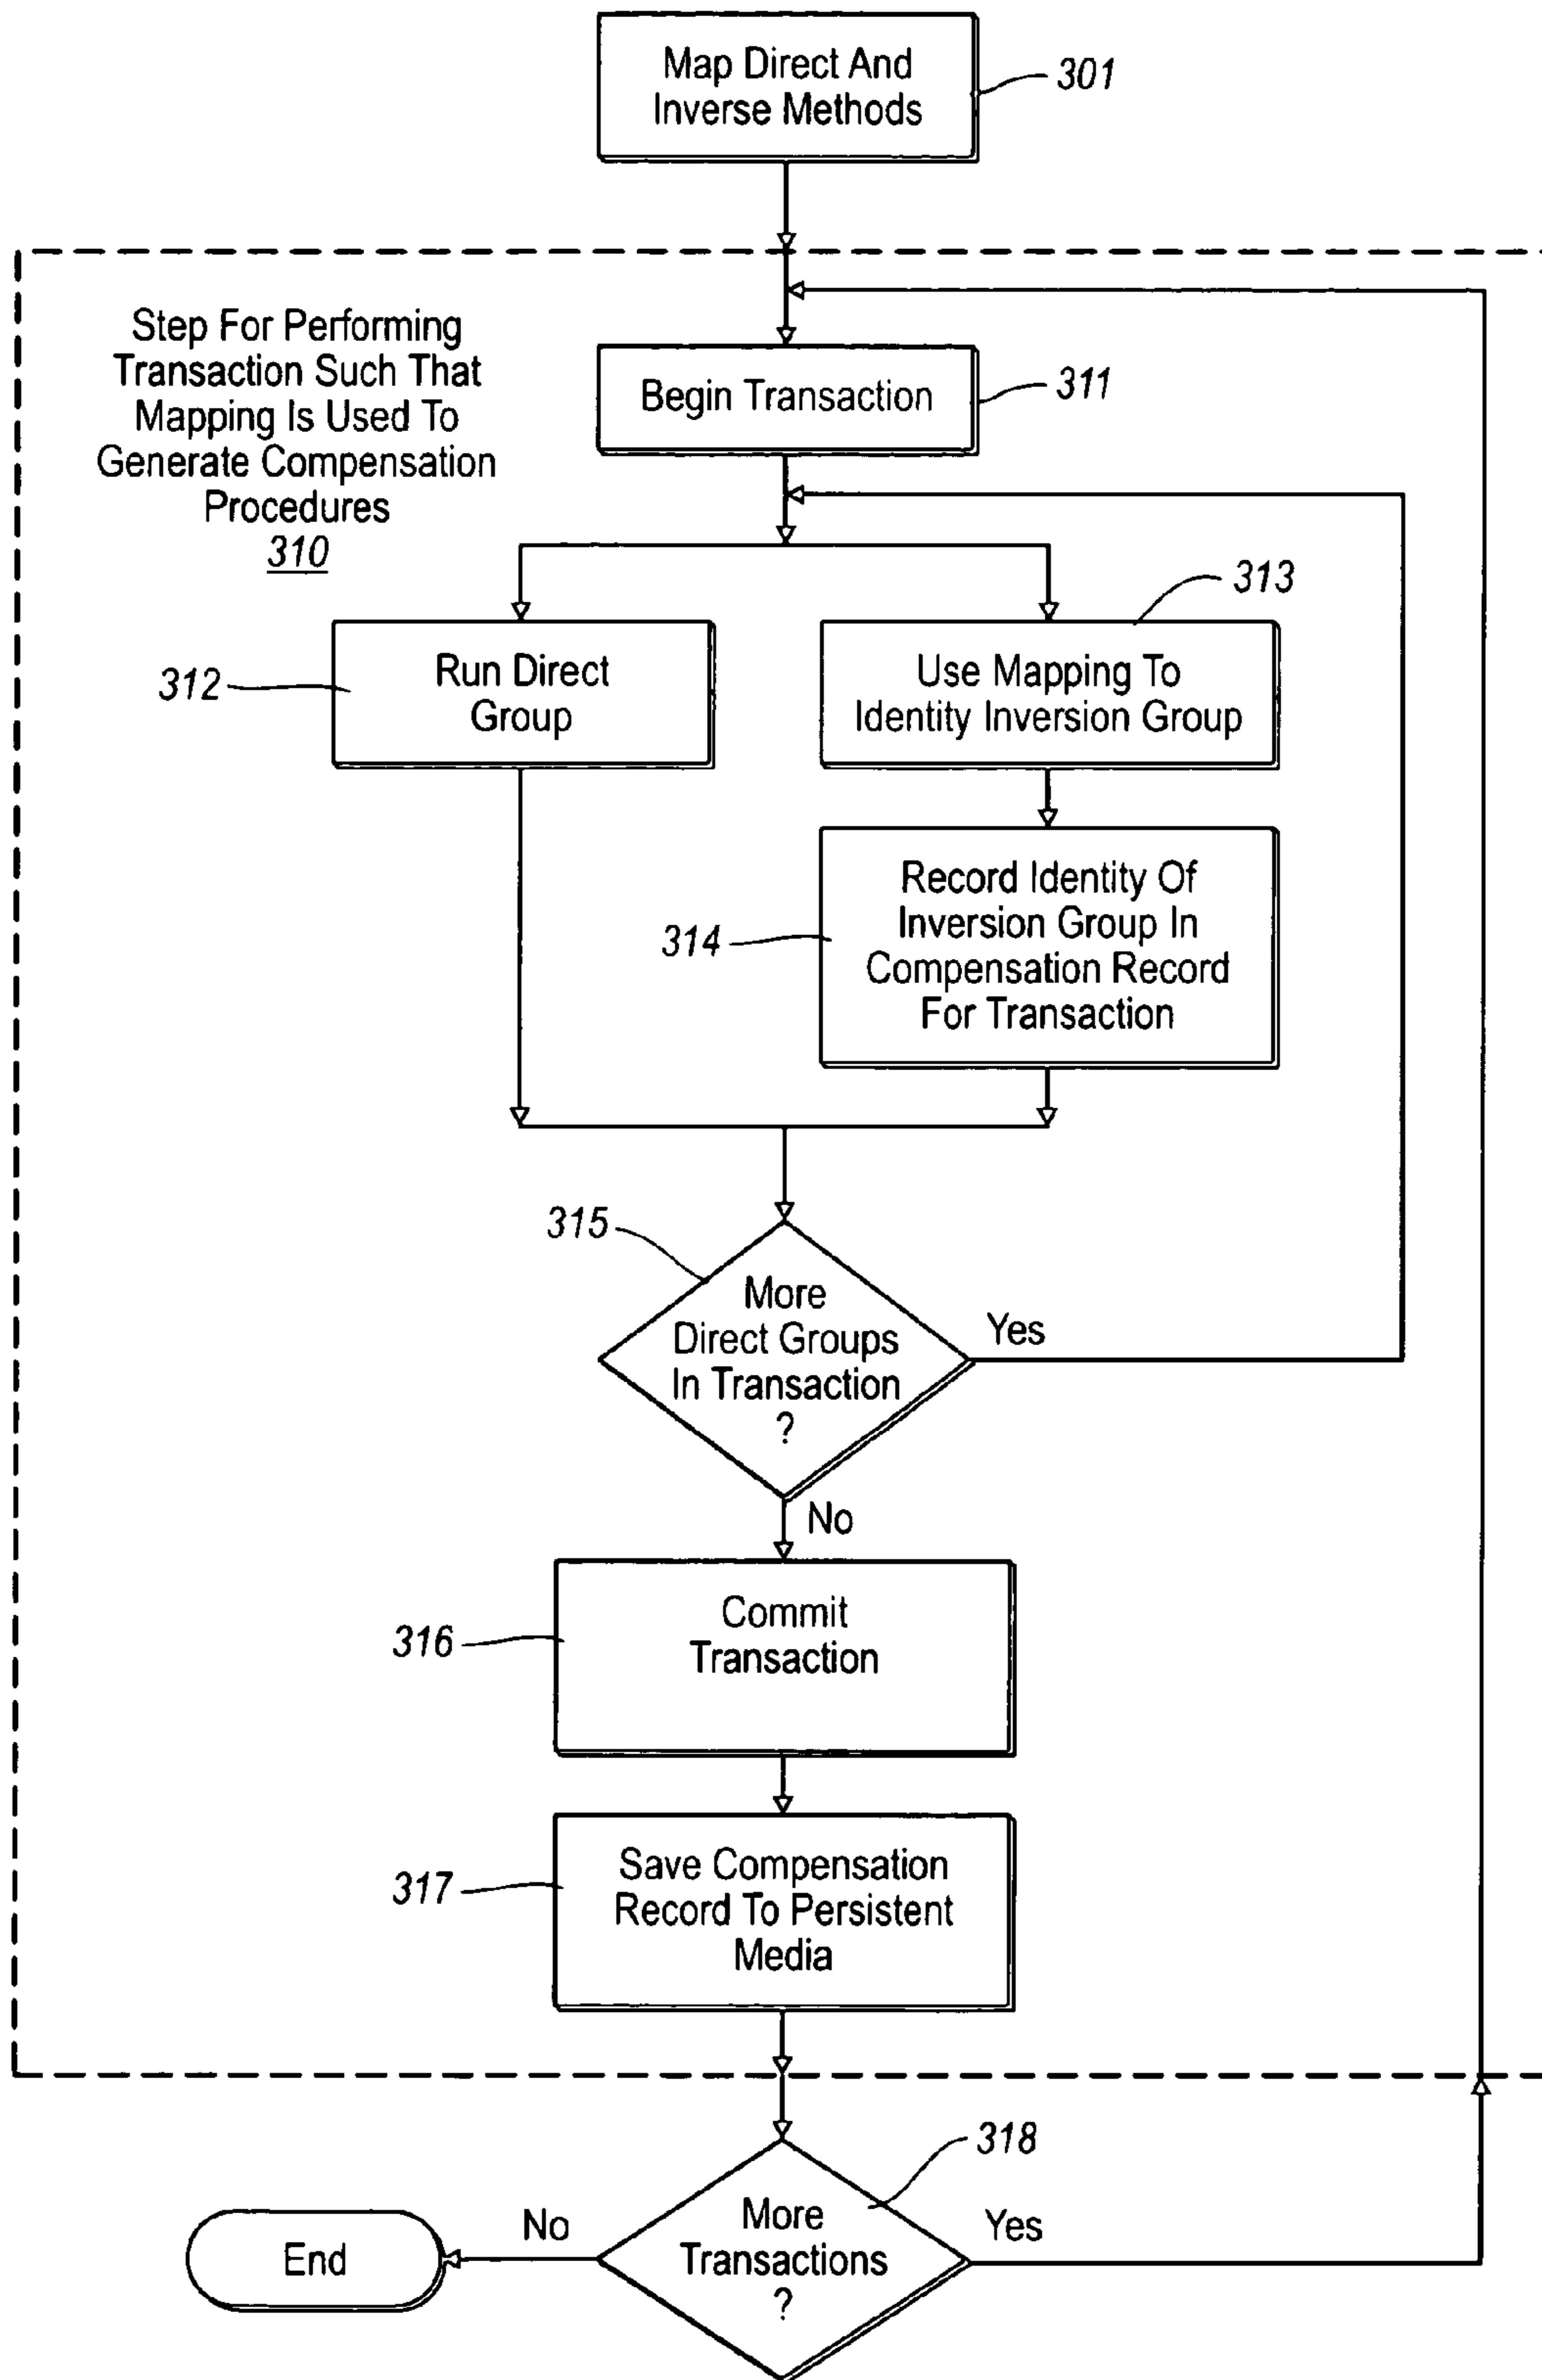 Map Direct And
Inverse Methods
301
Step For Performing
Transaction Such That
Mapping Is Used To
Generate Compensation
Procedures
310
Begin Transaction
311
313
312
Run Direct
Group
Use Mapping To
Identity Inversion Group
314
Record Identity Of
Inversion Group In
Compensation Record
For Transaction
315
More
Direct Groups
In Transaction
?
Yes
No
316
Commit
Transaction
317
Save Compensation
Record To Persistent
Media
318
More
Transactions
?
No
Yes
End